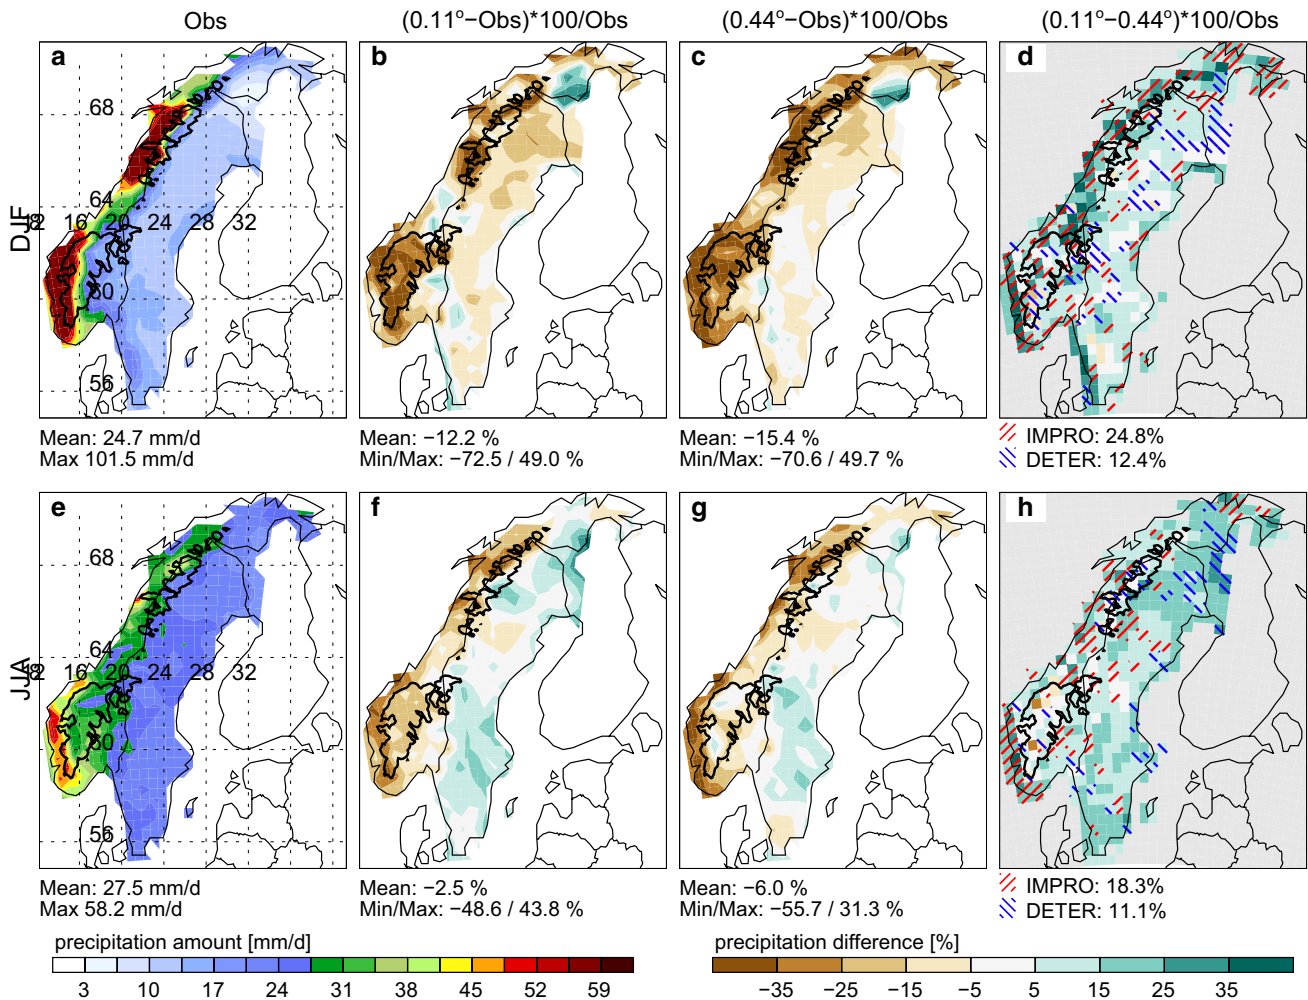 Obs
(0.11°−Obs)*100/Obs
(0.44°−Obs)*100/Obs
(0.11°−0.44°)*100/Obs
DJF
a
68
64
8 12 16 20 24 28 32
60
56
b
c
d
Mean: 24.7 mm/d
Max 101.5 mm/d
Mean: −12.2 %
Min/Max: −72.5 / 49.0 %
Mean: −15.4 %
Min/Max: −70.6 / 49.7 %
IMPRO: 24.8%
DETER: 12.4%
JJA
e
68
64
8 12 16 20 24 28 32
60
56
f
g
h
Mean: 27.5 mm/d
Max 58.2 mm/d
Mean: −2.5 %
Min/Max: −48.6 / 43.8 %
Mean: −6.0 %
Min/Max: −55.7 / 31.3 %
IMPRO: 18.3%
DETER: 11.1%
precipitation amount [mm/d]
3 10 17 24 31 38 45 52 59
precipitation difference [%]
−35 −25 −15 −5 5 15 25 35